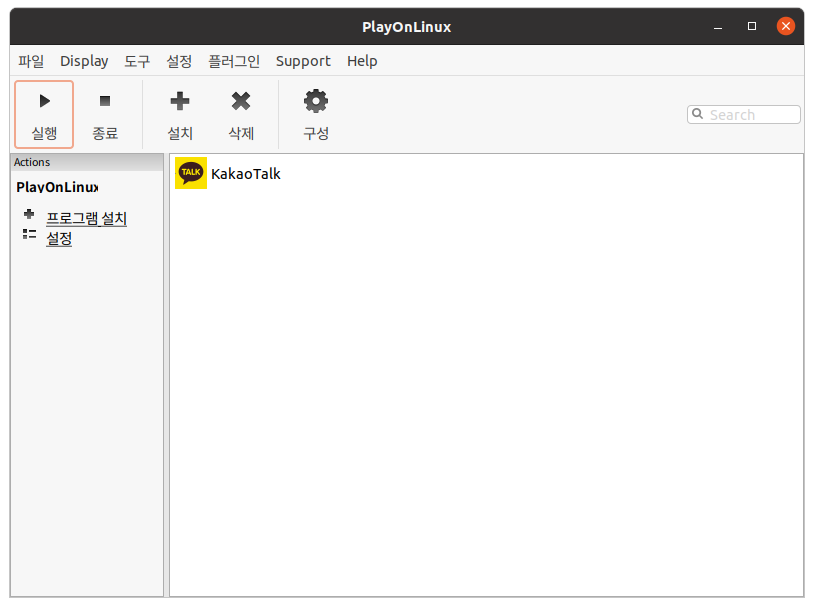 PlayOnLinux
파일 Display 도구 설정 플러그인 Support Help
실행 종료 설치 삭제 구성 Search
Actions
PlayOnLinux
프로그램 설치
설정
TALK KakaoTalk